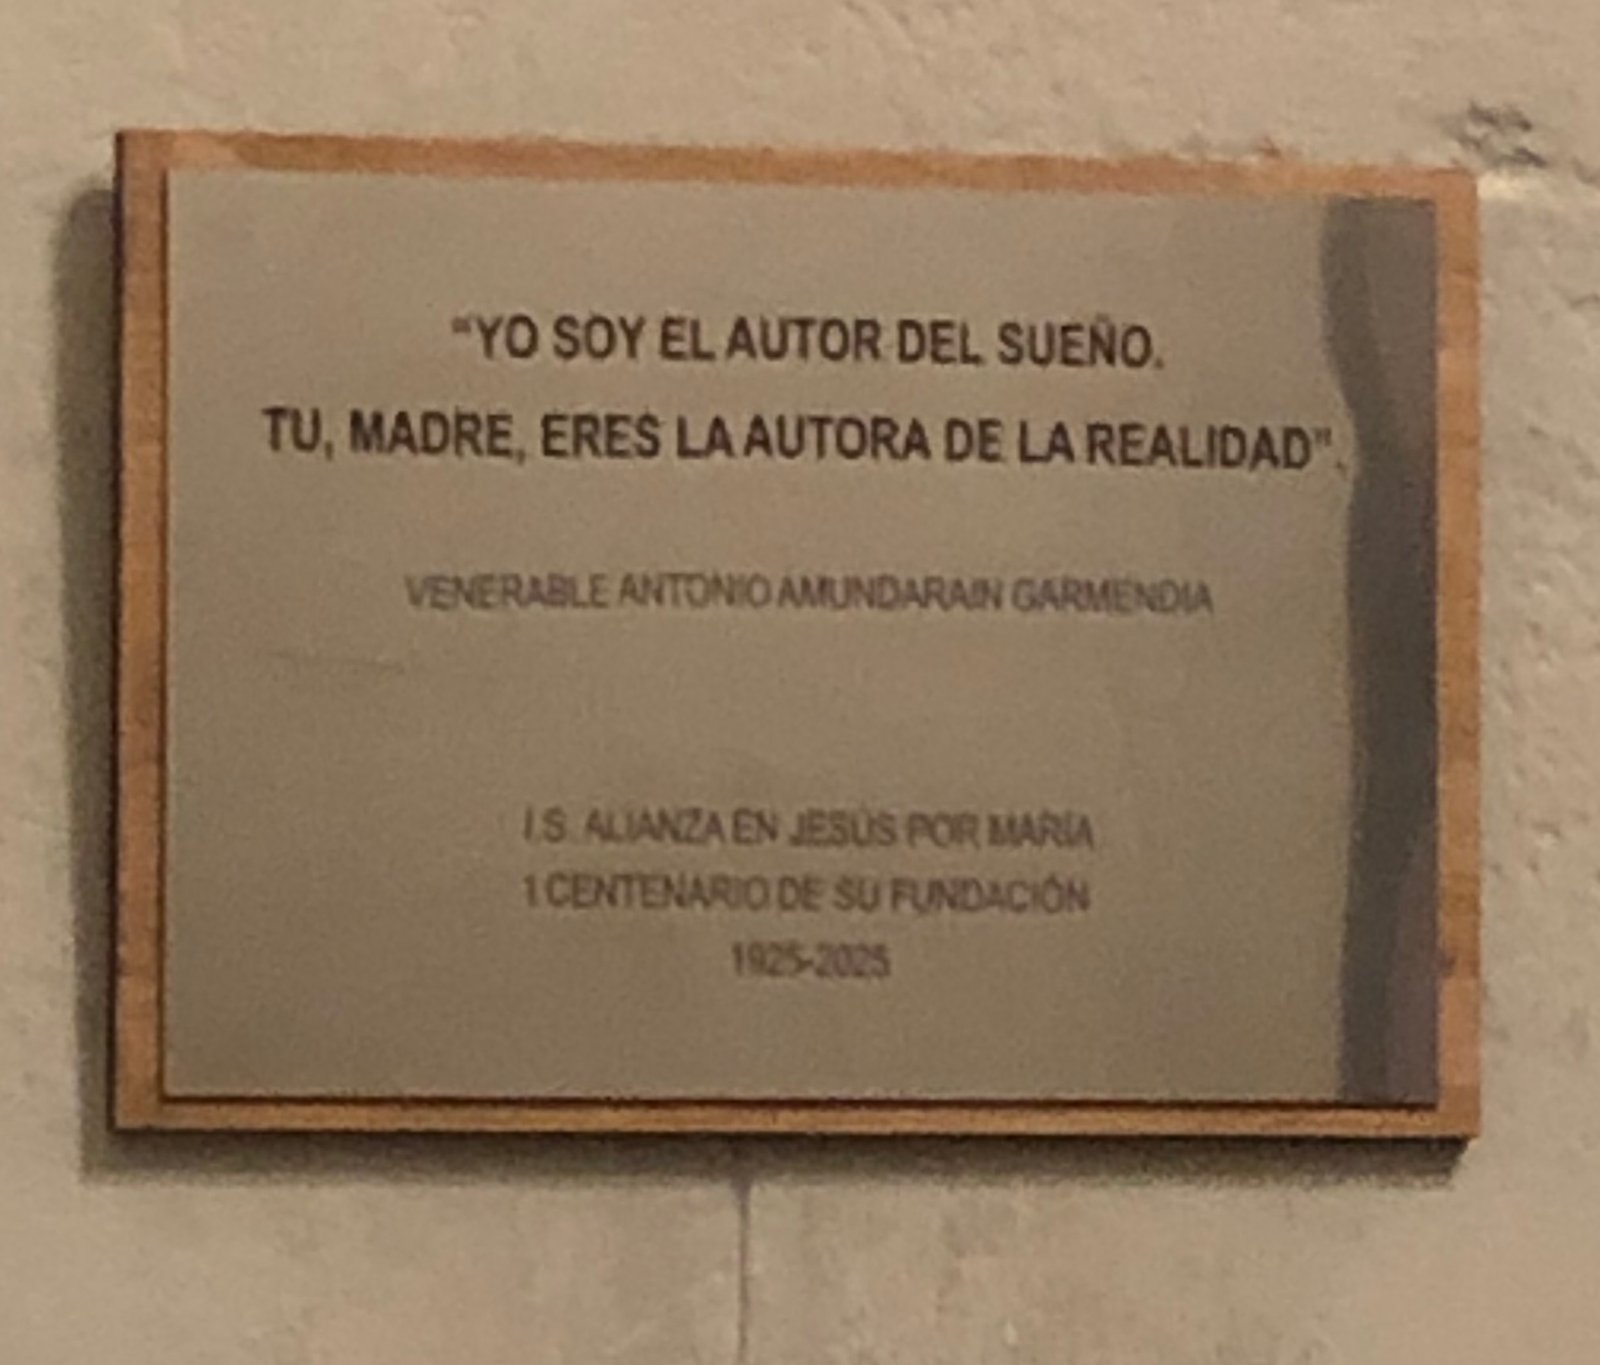 “YO SOY EL AUTOR DEL SUEÑO.
TU, MADRE, ERES LA AUTORA DE LA REALIDAD”.
VENERABLE ANTONIO AMUNDARAIN GARMENDIA
I.S. ALIANZA EN JESÚS POR MARÍA
1 CENTENARIO DE SU FUNDACIÓN
1925-2025